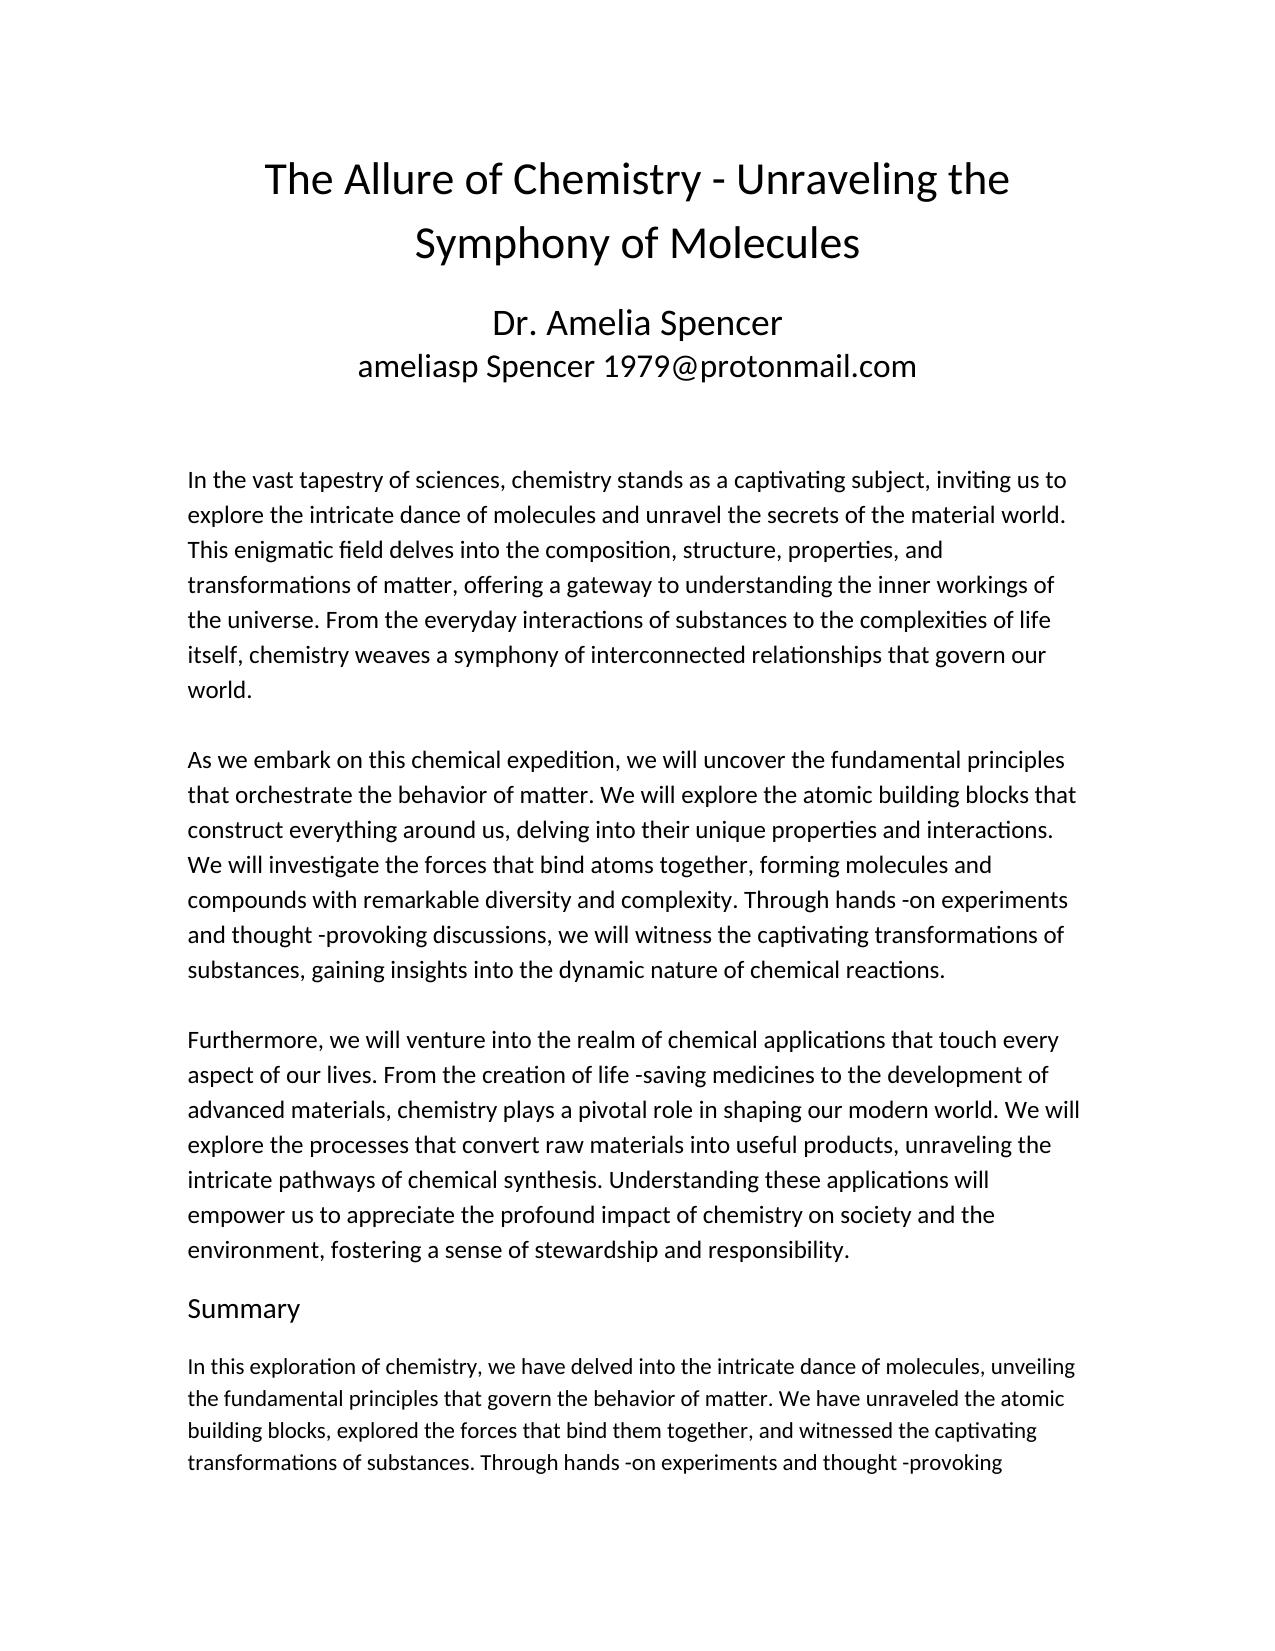 The Allure of Chemistry - Unraveling the
Symphony of Molecules
Dr. Amelia Spencer
ameliasp Spencer 1979@protonmail.com
In the vast tapestry of sciences, chemistry stands as a captivating subject, inviting us to
explore the intricate dance of molecules and unravel the secrets of the material world.
This enigmatic field delves into the composition, structure, properties, and
transformations of matter, offering a gateway to understanding the inner workings of
the universe. From the everyday interactions of substances to the complexities of life
itself, chemistry weaves a symphony of interconnected relationships that govern our
world.
As we embark on this chemical expedition, we will uncover the fundamental principles
that orchestrate the behavior of matter. We will explore the atomic building blocks that
construct everything around us, delving into their unique properties and interactions.
We will investigate the forces that bind atoms together, forming molecules and
compounds with remarkable diversity and complexity. Through hands -on experiments
and thought -provoking discussions, we will witness the captivating transformations of
substances, gaining insights into the dynamic nature of chemical reactions.
Furthermore, we will venture into the realm of chemical applications that touch every
aspect of our lives. From the creation of life -saving medicines to the development of
advanced materials, chemistry plays a pivotal role in shaping our modern world. We will
explore the processes that convert raw materials into useful products, unraveling the
intricate pathways of chemical synthesis. Understanding these applications will
empower us to appreciate the profound impact of chemistry on society and the
environment, fostering a sense of stewardship and responsibility.
Summary
In this exploration of chemistry, we have delved into the intricate dance of molecules, unveiling
the fundamental principles that govern the behavior of matter. We have unraveled the atomic
building blocks, explored the forces that bind them together, and witnessed the captivating
transformations of substances. Through hands -on experiments and thought -provoking